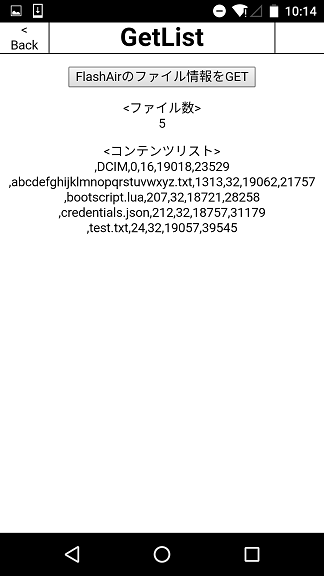 10:14
<
Back
GetList
FlashAirのファイル情報をGET
<ファイル数>
5
<コンテンツリスト>
,DCIM,0,16,19018,23529
,abcdefghijklmnopqrstuvwxyz.txt,1313,32,19062,21757
,bootscript.lua,207,32,18721,28258
,credentials.json,212,32,18757,31179
,test.txt,24,32,19057,39545